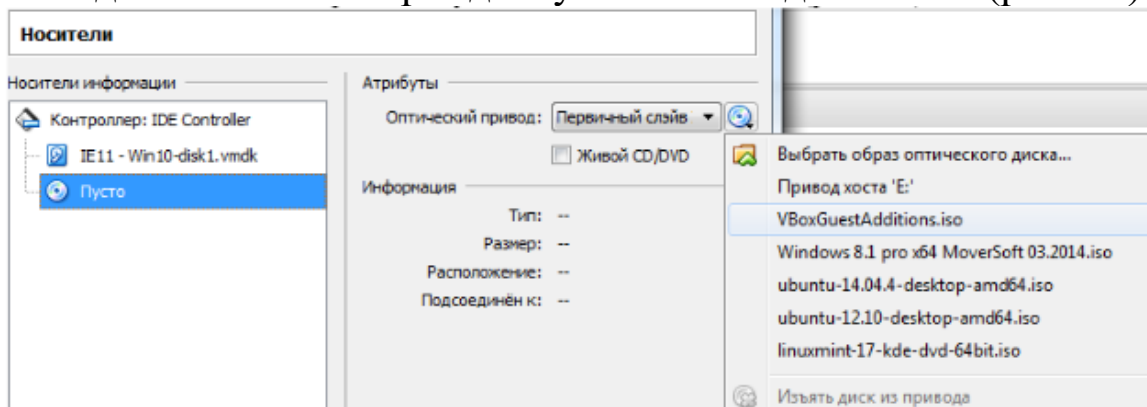 Носители
Носители информации
Контроллер: IDE Controller
IE11 - Win10-disk1.vmdk
Пусто
Атрибуты
Оптический привод: Первичный слэйв
Живой CD/DVD
Информация
Тип: --
Размер: --
Расположение: --
Подсоединён к: --
Выбрать образ оптического диска...
Привод хоста 'E:'
VBoxGuestAdditions.iso
Windows 8.1 pro x64 MoverSoft 03.2014.iso
ubuntu-14.04.4-desktop-amd64.iso
ubuntu-12.10-desktop-amd64.iso
linuxmint-17-kde-dvd-64bit.iso
Изъять диск из привода